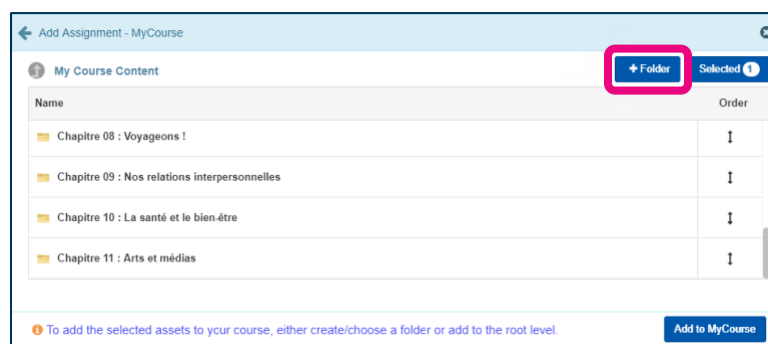 Add Assignment - MyCourse
My Course Content
+ Folder
Selected 1
Name
Order
Chapitre 08 : Voyageons !
Chapitre 09 : Nos relations interpersonnelles
Chapitre 10 : La santé et le bien-être
Chapitre 11 : Arts et médias
To add the selected assets to your course, either create/choose a folder or add to the root level.
Add to MyCourse